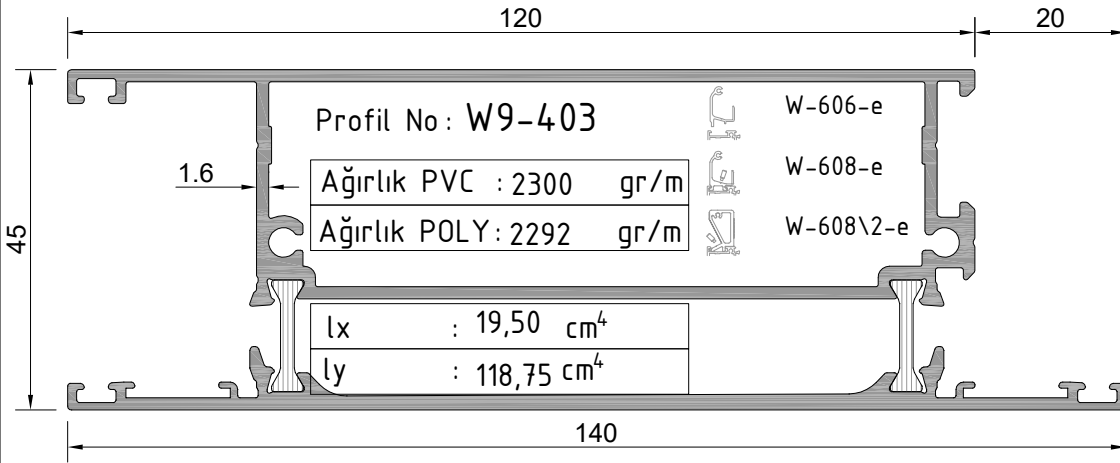 120 20
Profil No: W9-403
W-606-e
1.6
Ağırlık PVC : 2300 gr/m
W-608-e
Ağırlık POLY: 2292 gr/m
W-608\2-e
45
lx : 19,50 cm⁴
ly : 118,75 cm⁴
140